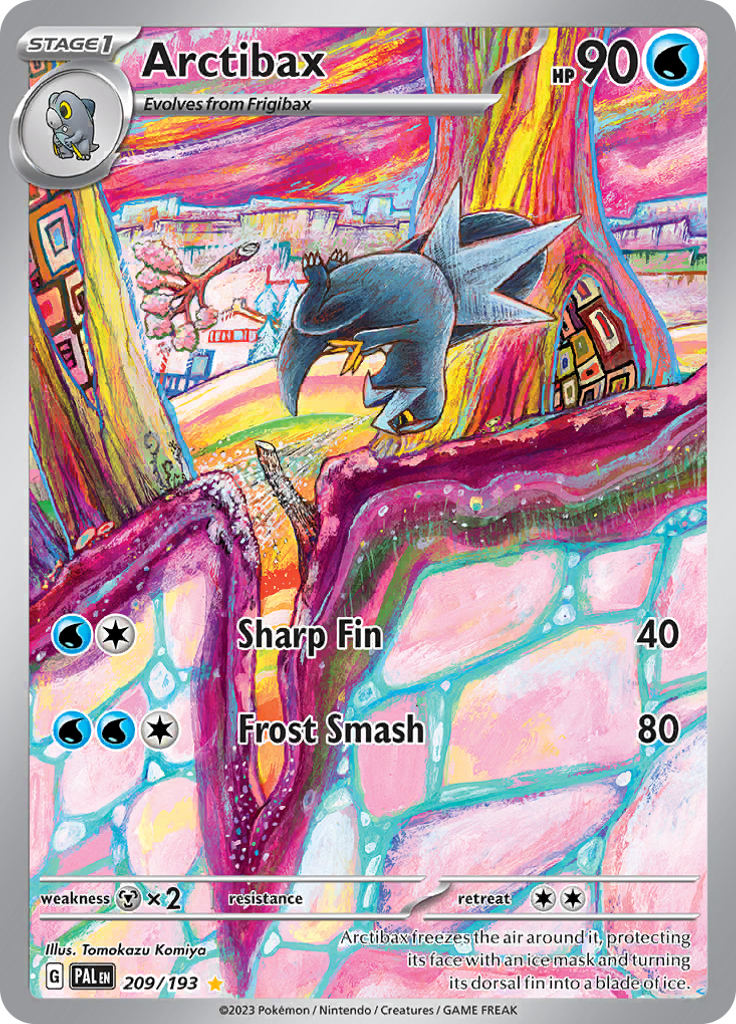 STAGE1
Arctibax
HP 90
Evolves from Frigibax
Sharp Fin 40
Frost Smash 80
weakness ×2 resistance retreat
Illus. Tomokazu Komiya
Arctibax freezes the air around it, protecting
its face with an ice mask and turning
its dorsal fin into a blade of ice.
G PAL EN 209/193
©2023 Pokémon / Nintendo / Creatures / GAME FREAK